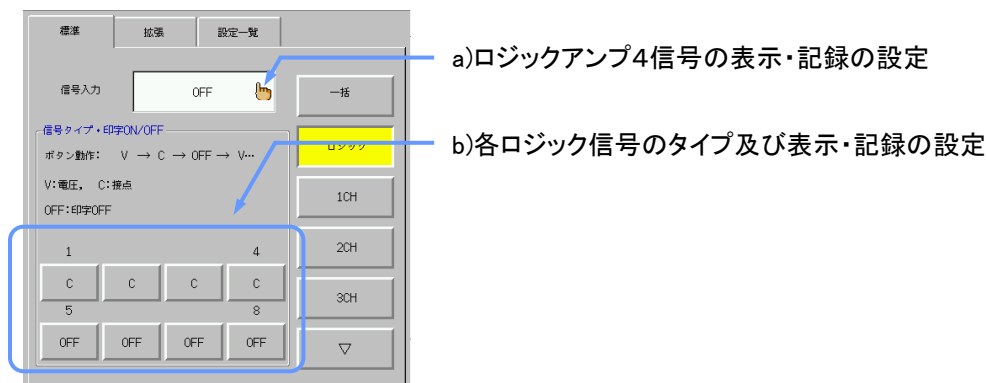 標準 拡張 設定一覧
a)ロジックアンプ4信号の表示・記録の設定
信号入力 OFF 一括
信号タイプ・印字ON/OFF
ボタン動作: V → C → OFF → V…
ロジック
b)各ロジック信号のタイプ及び表示・記録の設定
V:電圧, C:接点
1CH
OFF:印字OFF
1 4 2CH
C C C C
3CH
5 8
OFF OFF OFF OFF ▽